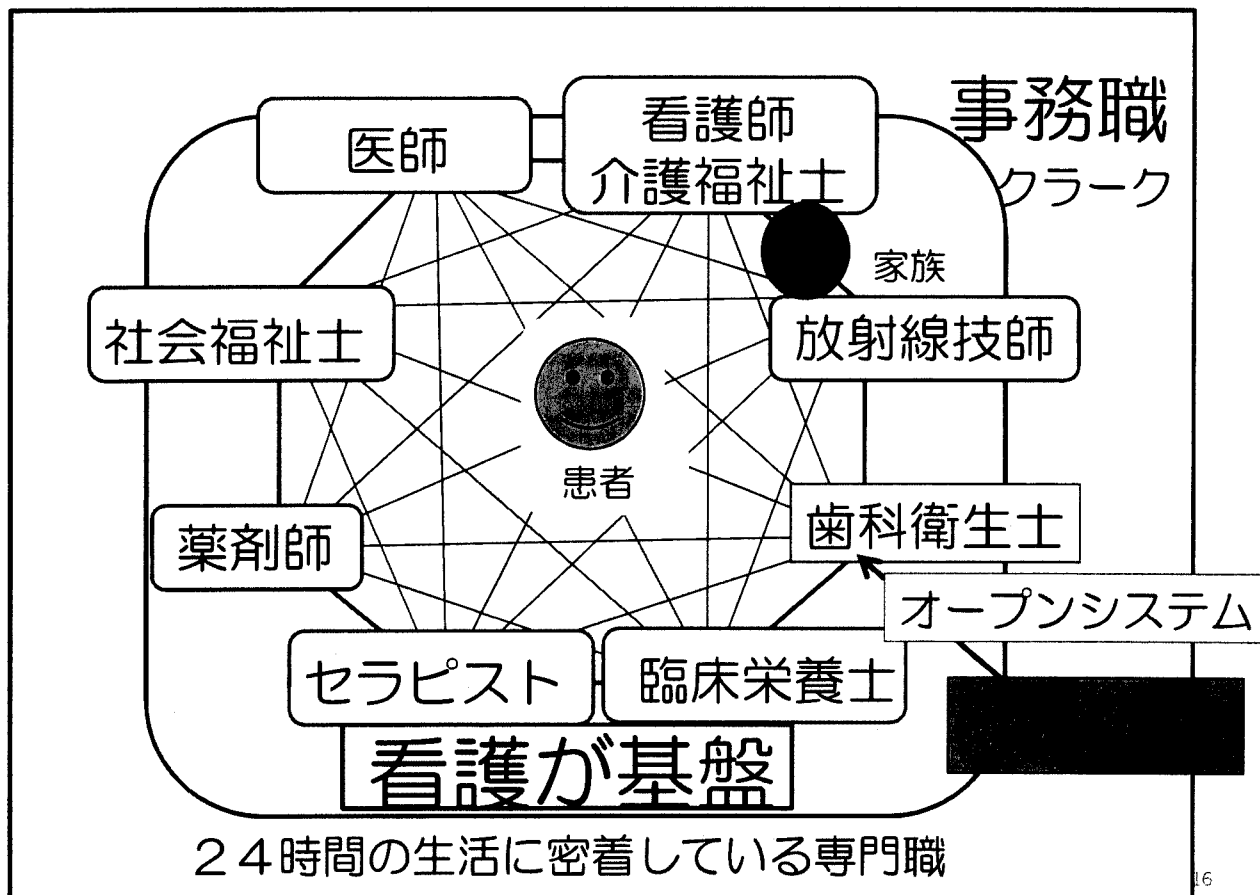 事務職
クラーク
医師
看護師
介護福祉士
家族
社会福祉士
放射線技師
患者
薬剤師
歯科衛生士
オープンシステム
セラピスト
臨床栄養士
看護が基盤
24時間の生活に密着している専門職
16